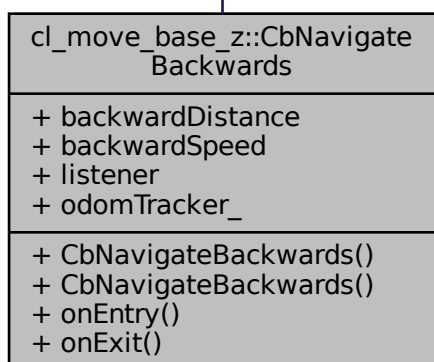 cl_move_base_z::CbNavigate
Backwards
+ backwardDistance
+ backwardSpeed
+ listener
+ odomTracker_
+ CbNavigateBackwards()
+ CbNavigateBackwards()
+ onEntry()
+ onExit()